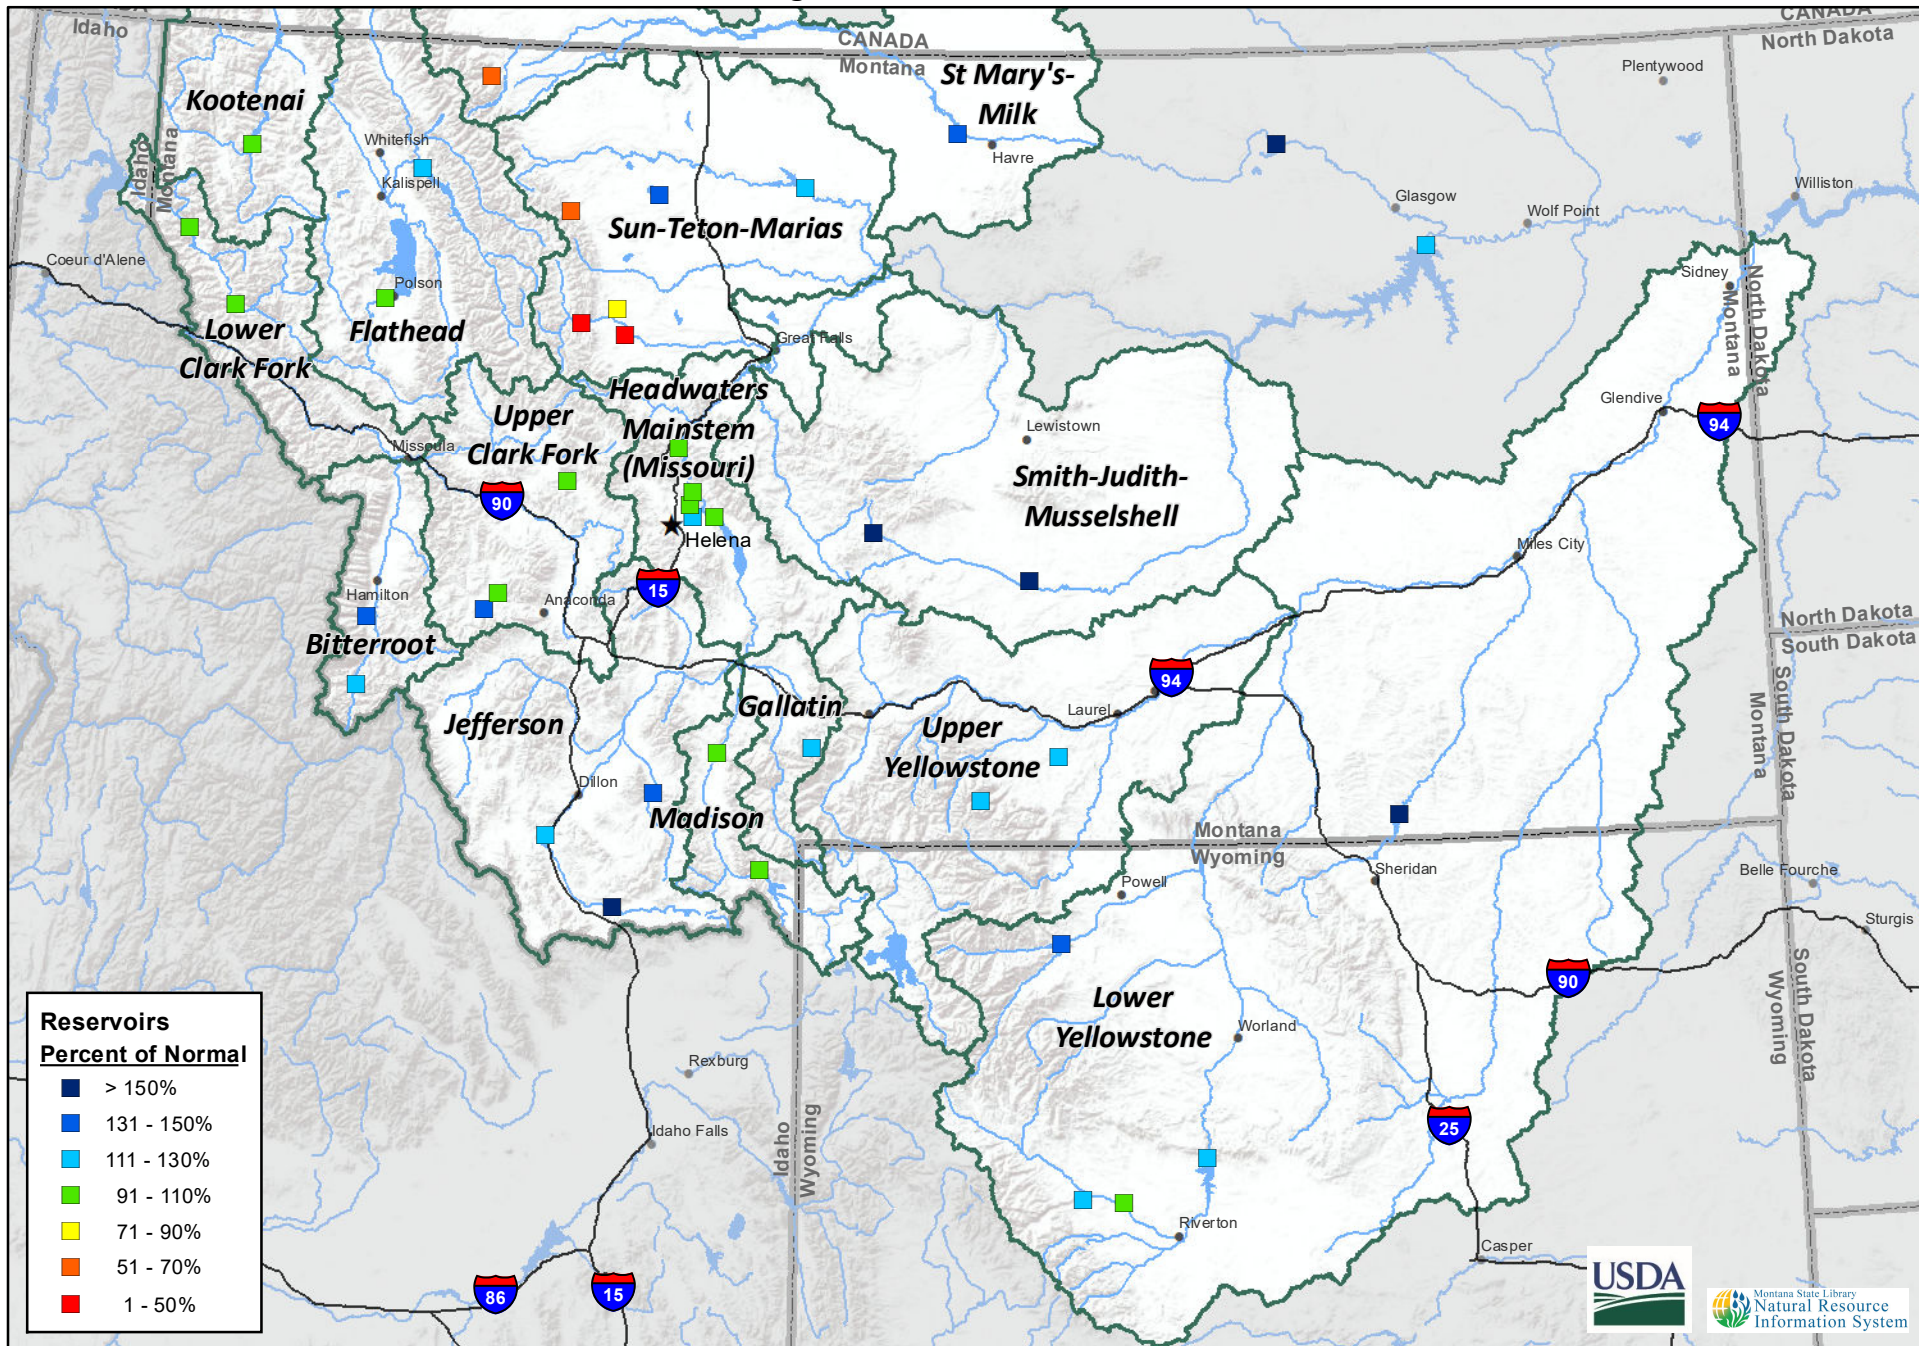 CANADA
Idaho
CANADA
Montana
CANADA
North Dakota
Kootenai
St Mary's-
Milk
Plentywood
Whitefish
Havre
Idaho
Montana
Kalispell
Glasgow
Wolf Point
Williston
Sun-Teton-Marias
Coeur d'Alene
Polson
Sidney
Montana
North Dakota
Lower
Clark Fork
Flathead
Great Falls
Headwaters
Mainstem
(Missouri)
Upper
Clark Fork
Missoula
Lewistown
Glendive
94
Smith-Judith-
Musselshell
90
Helena
Miles City
15
Hamilton
Anaconda
Bitterroot
North Dakota
South Dakota
94
Jefferson
Gallatin
Laurel
Upper
Yellowstone
Montana
South Dakota
Dillon
Madison
Montana
Wyoming
Powell
Sheridan
Belle Fourche
Sturgis
90
Lower
Yellowstone
Worland
South Dakota
Wyoming
Reservoirs
Percent of Normal
> 150%
131 - 150%
111 - 130%
91 - 110%
71 - 90%
51 - 70%
1 - 50%
Rexburg
Idaho Falls
Idaho
Wyoming
25
Riverton
Casper
86
15
USDA
Montana State Library
Natural Resource
Information System